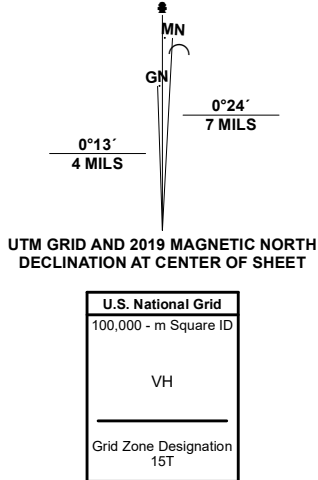 MN
GN
0°24´
7 MILS
0°13´
4 MILS
UTM GRID AND 2019 MAGNETIC NORTH
DECLINATION AT CENTER OF SHEET
U.S. National Grid
100,000 - m Square ID
VH
Grid Zone Designation
15T